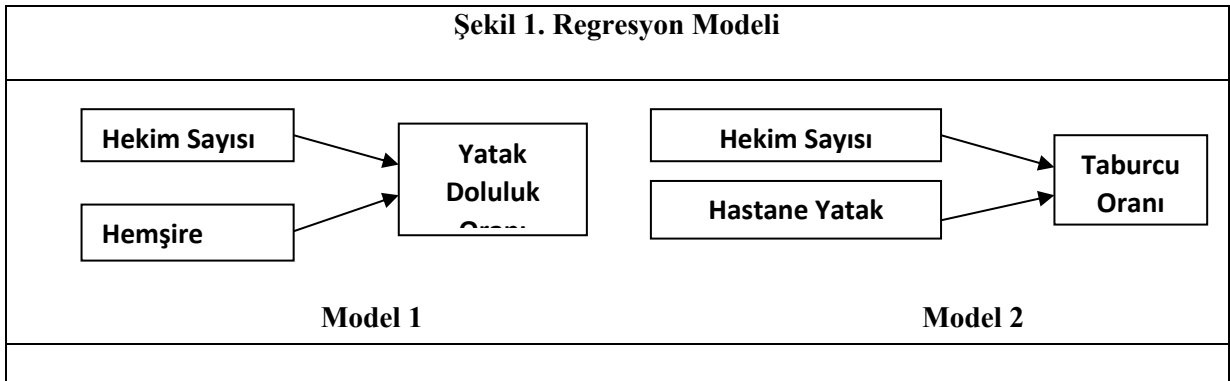 Şekil 1. Regresyon Modeli
Hekim Sayısı
Hemşire
Yatak
Doluluk
Hekim Sayısı
Hastane Yatak
Taburcu
Oranı
Model 1
Model 2